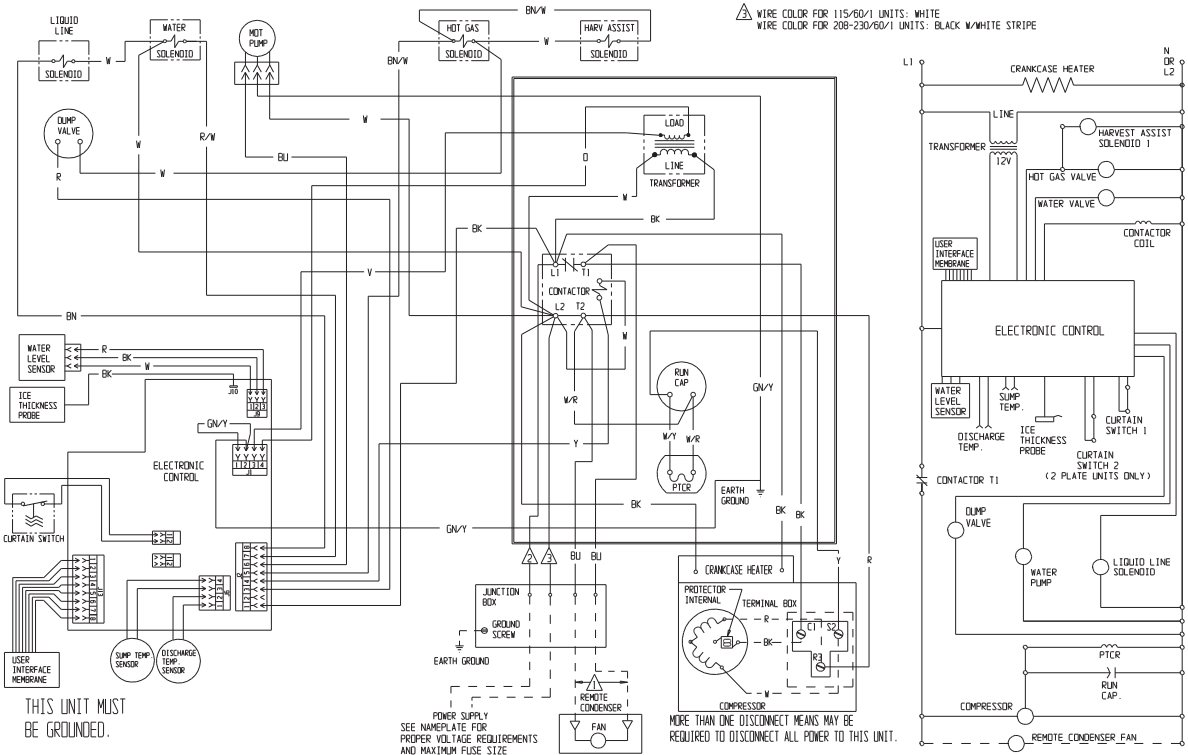 3 WIRE COLOR FOR 115/60/1 UNITS: WHITE
WIRE COLOR FOR 208-230/60/1 UNITS: BLACK W/WHITE STRIPE
LIQUID
LINE
SOLENOID
W
WATER
SOLENOID
MOT
PUMP
BN/W
HOT GAS
SOLENOID
W
HARV ASSIST
SOLENOID
BN/W
DUMP
VALVE
R
W
R/W
BU
W
W
LOAD
LINE
TRANSFORMER
O
W
BK
BK
V
L1
T1
CONTACTOR
L2
T2
W
BN
WATER
LEVEL
SENSOR
R
BK
W
BK
ICE
THICKNESS
PROBE
J10
1 2 3
J9
GN/Y
1 2 3 4
J1
ELECTRONIC
CONTROL
CURTAIN SWITCH
RUN
CAP
W/R
W/Y
W/R
PTCR
GN/Y
Y
BK
EARTH
GROUND
GN/Y
BK
BK
Y
R
2
3
BU
BU
JUNCTION
BOX
GROUND
SCREW
EARTH GROUND
USER
INTERFACE
MEMBRANE
SUMP TEMP.
SENSOR
DISCHARGE
TEMP.
SENSOR
THIS UNIT MUST
BE GROUNDED.
POWER SUPPLY
SEE NAMEPLATE FOR
PROPER VOLTAGE REQUIREMENTS
AND MAXIMUM FUSE SIZE
1
REMOTE
CONDENSER
FAN
CRANKCASE HEATER
PROTECTOR
INTERNAL
TERMINAL BOX
R
BK
W
C1
S2
R3
COMPRESSOR
MORE THAN ONE DISCONNECT MEANS MAY BE
REQUIRED TO DISCONNECT ALL POWER TO THIS UNIT.
L1
N
OR
L2
CRANKCASE HEATER
LINE
TRANSFORMER
12V
HARVEST ASSIST
SOLENOID 1
HOT GAS VALVE
WATER VALVE
CONTACTOR
COIL
USER
INTERFACE
MEMBRANE
ELECTRONIC CONTROL
WATER
LEVEL
SENSOR
SUMP
TEMP.
DISCHARGE
TEMP.
ICE
THICKNESS
PROBE
CURTAIN
SWITCH 1
CURTAIN
SWITCH 2
(2 PLATE UNITS ONLY)
CONTACTOR T1
DUMP
VALVE
WATER
PUMP
LIQUID LINE
SOLENOID
PTCR
RUN
CAP.
COMPRESSOR
REMOTE CONDENSER FAN